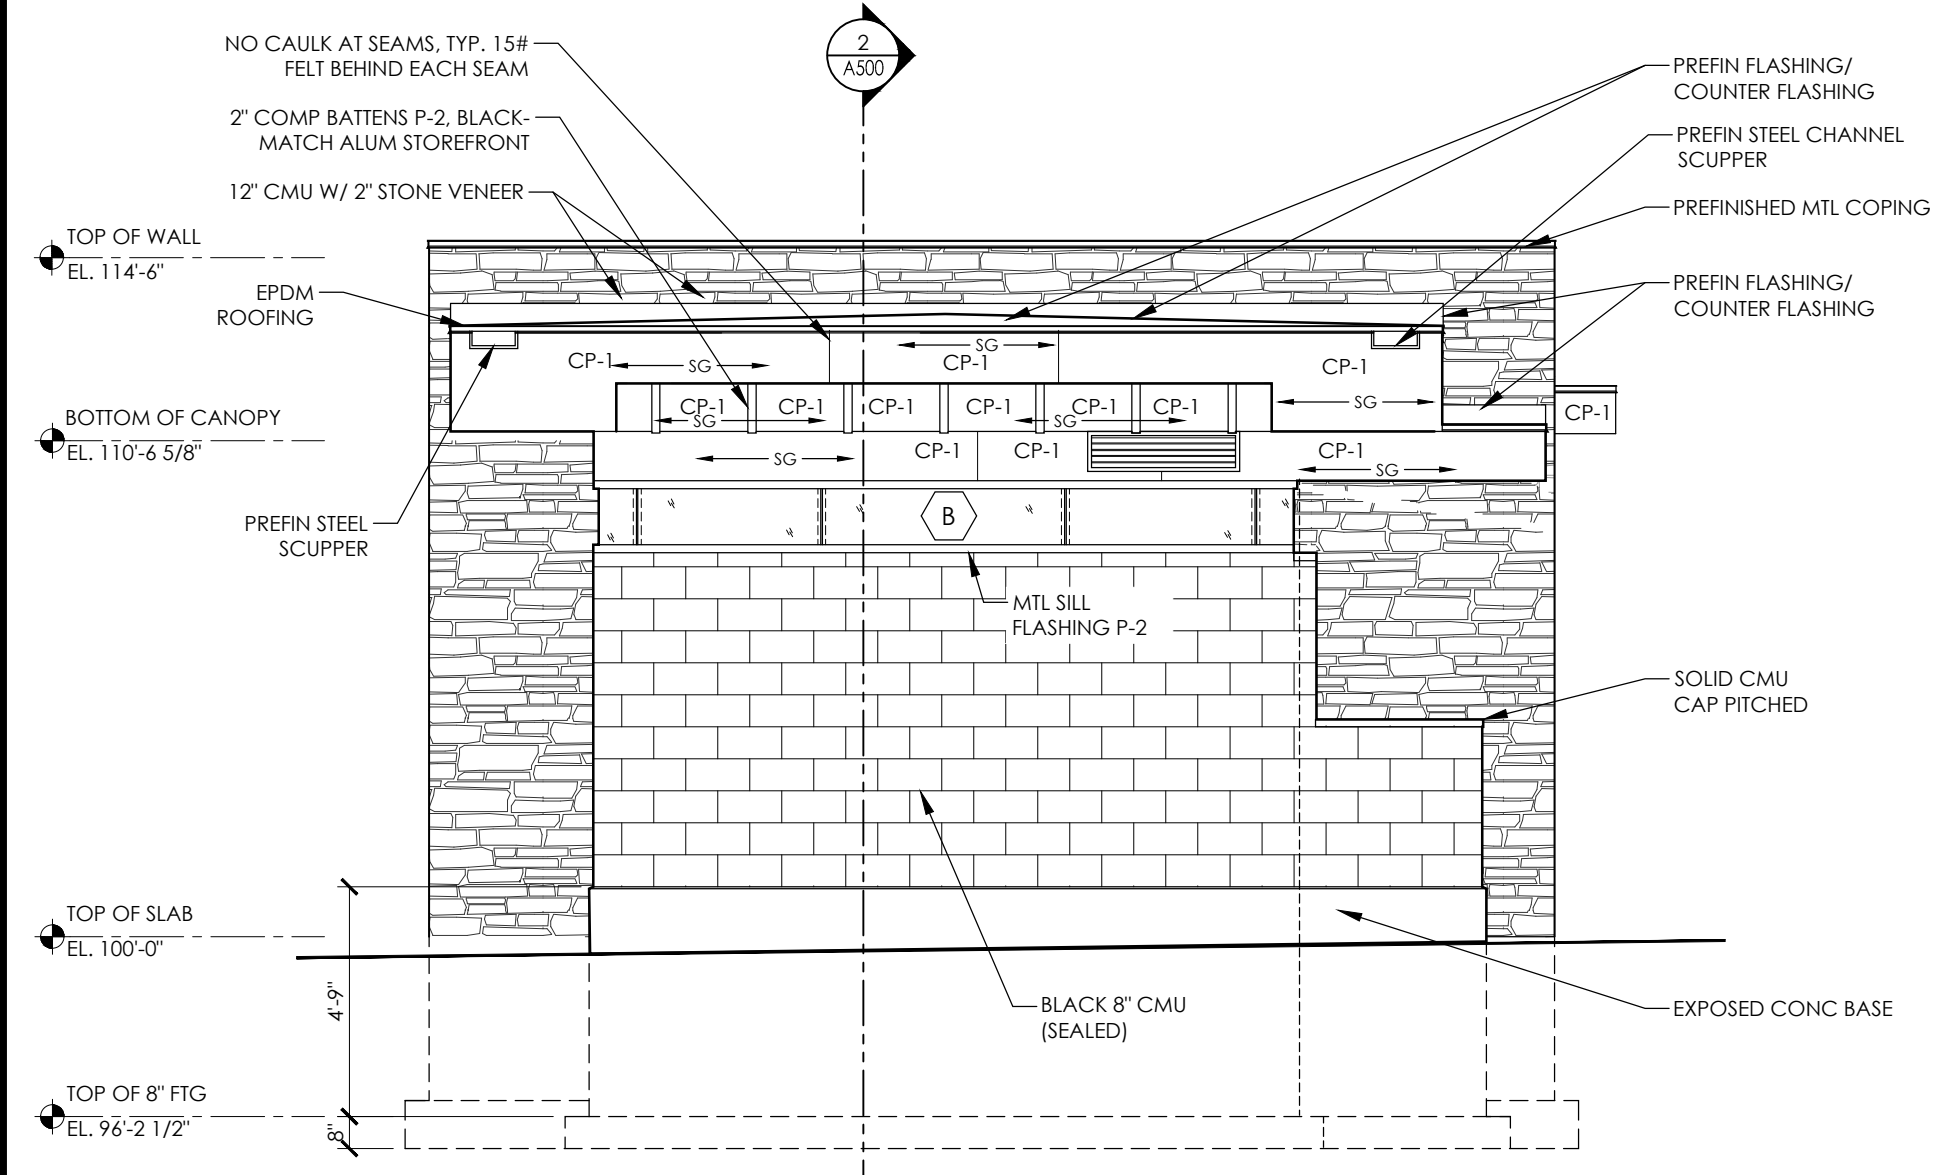 NO CAULK AT SEAMS, TYP. 15#
FELT BEHIND EACH SEAM
2" COMP BATTENS P-2, BLACK-
MATCH ALUM STOREFRONT
12" CMU W/ 2" STONE VENEER
2
A500
PREFIN FLASHING/
COUNTER FLASHING
PREFIN STEEL CHANNEL
SCUPPER
PREFINISHED MTL COPING
PREFIN FLASHING/
COUNTER FLASHING
TOP OF WALL
EL. 114'-6"
EPDM
ROOFING
BOTTOM OF CANOPY
EL. 110'-6 5/8"
PREFIN STEEL
SCUPPER
CP-1
SG
SG
CP-1
CP-1
SG
CP-1
CP-1
CP-1
CP-1
CP-1
CP-1
SG
SG
CP-1
SG
CP-1
CP-1
CP-1
SG
B
MTL SILL
FLASHING P-2
SOLID CMU
CAP PITCHED
TOP OF SLAB
EL. 100'-0"
4'-9"
BLACK 8" CMU
(SEALED)
EXPOSED CONC BASE
TOP OF 8" FTG
EL. 96'-2 1/2"
8"